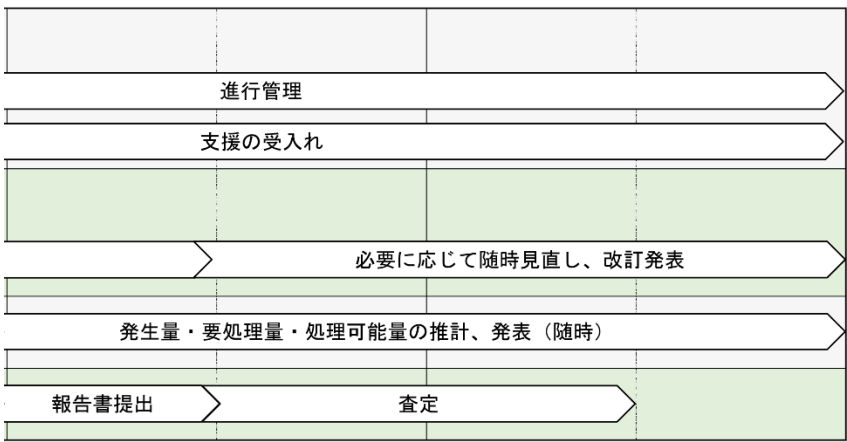 進行管理
支援の受入れ
必要に応じて随時見直し、改訂発表
発生量・要処理量・処理可能量の推計、発表（随時）
報告書提出
査定